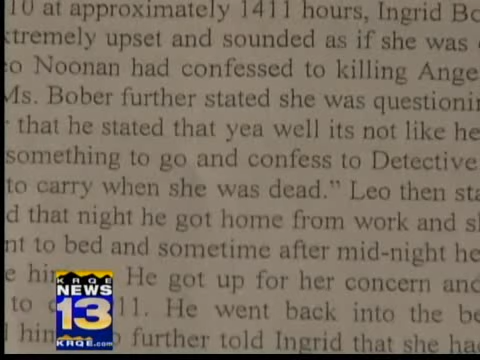 10 at approximately 1411 hours, Ingrid Bo
xtremely upset and sounded as if she was
eo Noonan had confessed to killing Ange
Ms. Bober further stated she was questionin
that he stated that yea well its not like he
something to go and confess to Detective
to carry when she was dead.” Leo then sta
d that night he got home from work and sl
nt to bed and sometime after mid-night he
e him. He got up for her concern and
to c 11. He went back into the be
him further told Ingrid that she had
KRQE
NEWS
13
KRQE.com